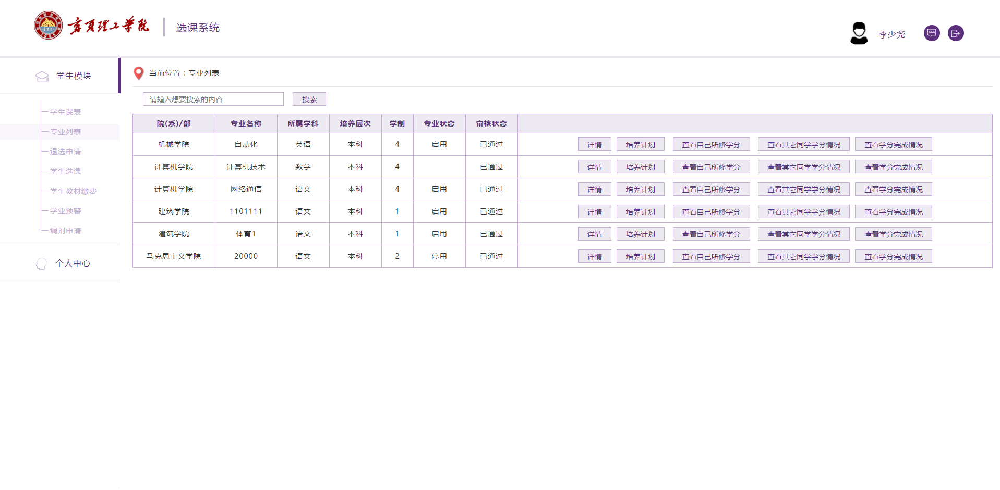 宁夏理工学院 选课系统
李少尧
学生模块
学生课表
专业列表
退选申请
学生选课
学生教材缴费
学业预警
调剂申请
个人中心
当前位置：专业列表
请输入想要搜索的内容 搜索
院(系)/部 专业名称 所属学科 培养层次 学制 专业状态 审核状态
机械学院 自动化 英语 本科 4 启用 已通过 详情 培养计划 查看自己所修学分 查看其它同学学分情况 查看学分完成情况
计算机学院 计算机技术 数学 本科 4 已通过 详情 培养计划 查看自己所修学分 查看其它同学学分情况 查看学分完成情况
计算机学院 网络通信 语文 本科 4 启用 已通过 详情 培养计划 查看自己所修学分 查看其它同学学分情况 查看学分完成情况
建筑学院 1101111 语文 本科 1 启用 已通过 详情 培养计划 查看自己所修学分 查看其它同学学分情况 查看学分完成情况
建筑学院 体育1 语文 本科 1 启用 已通过 详情 培养计划 查看自己所修学分 查看其它同学学分情况 查看学分完成情况
马克思主义学院 20000 语文 本科 2 停用 已通过 详情 培养计划 查看自己所修学分 查看其它同学学分情况 查看学分完成情况